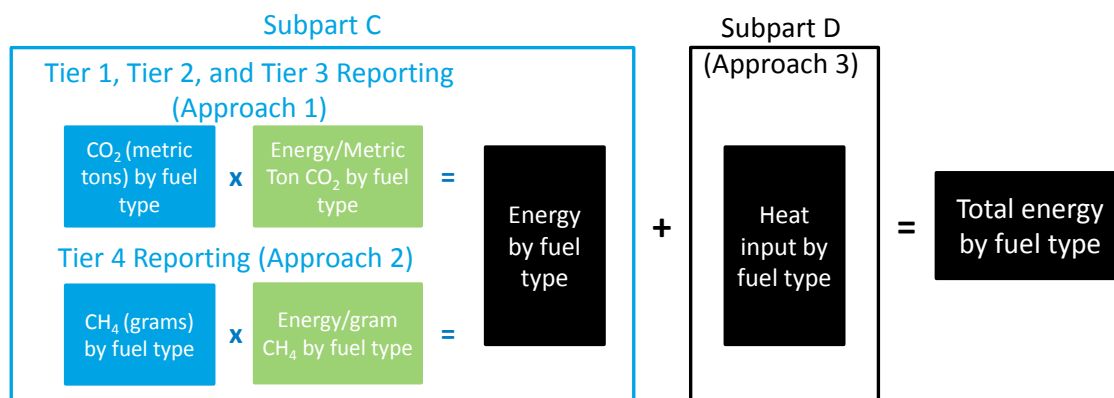 Subpart C
Tier 1, Tier 2, and Tier 3 Reporting
(Approach 1)
CO₂ (metric
tons) by fuel
type
x
Energy/Metric
Ton CO₂ by fuel
type
=
Tier 4 Reporting (Approach 2)
CH₄ (grams)
by fuel type
x
Energy/gram
CH₄ by fuel type
=
Energy
by fuel
type
+
Subpart D
(Approach 3)
Heat
input by
fuel type
=
Total energy
by fuel type